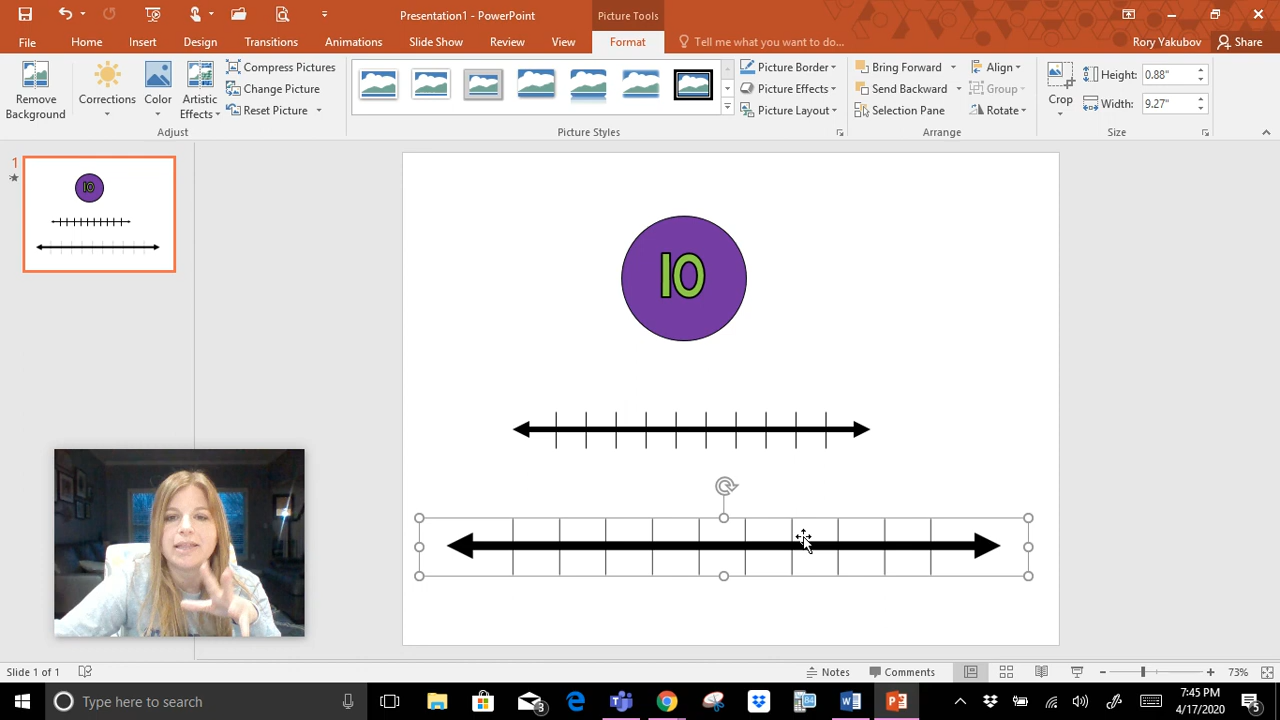 Presentation1 - PowerPoint
Picture Tools
File Home Insert Design Transitions Animations Slide Show Review View Format Tell me what you want to do... Rory Yakubov Share
Remove Background
Corrections
Color
Artistic Effects
Compress Pictures
Change Picture
Reset Picture
Adjust
Picture Styles
Picture Border
Picture Effects
Picture Layout
Bring Forward
Send Backward
Selection Pane
Align
Group
Rotate
Arrange
Crop
Height: 0.88"
Width: 9.27"
Size
1
10
10
Slide 1 of 1
Notes
Comments
73%
Type here to search
3
7:45 PM
4/17/2020
5